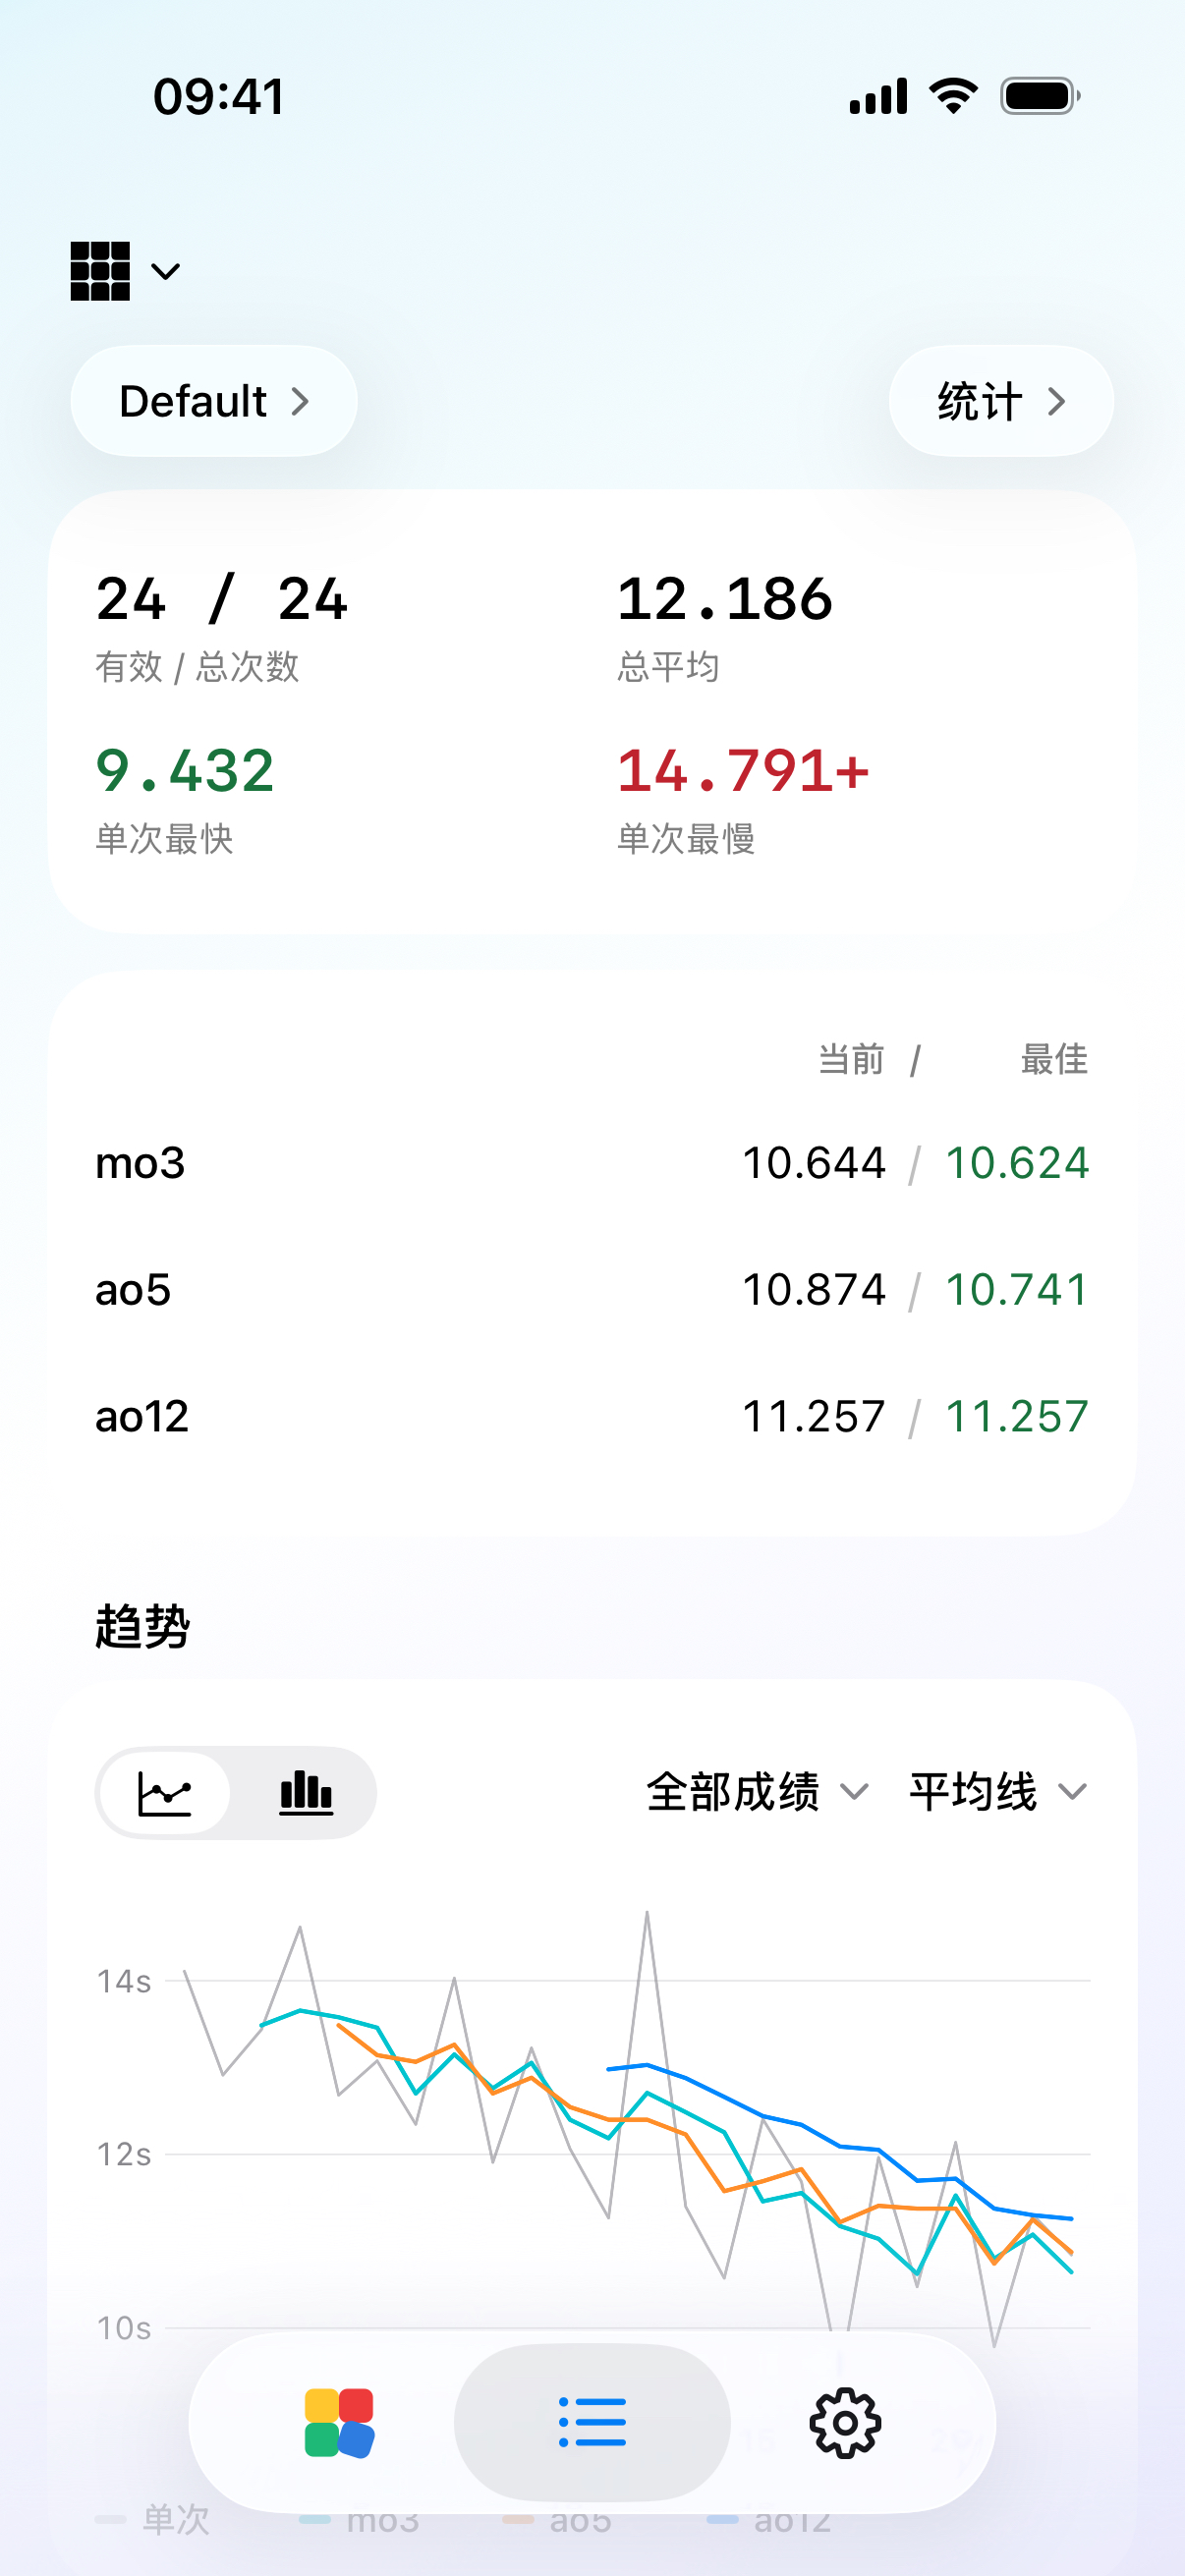 09:41
Default
统计
24 / 24
12.186
有效 / 总次数
总平均
9.432
14.791+
单次最快
单次最慢
当前 / 最佳
mo3 10.644 / 10.624
ao5 10.874 / 10.741
ao12 11.257 / 11.257
趋势
全部成绩 平均线
14s
12s
10s
单次 mo3 ao5 ao12